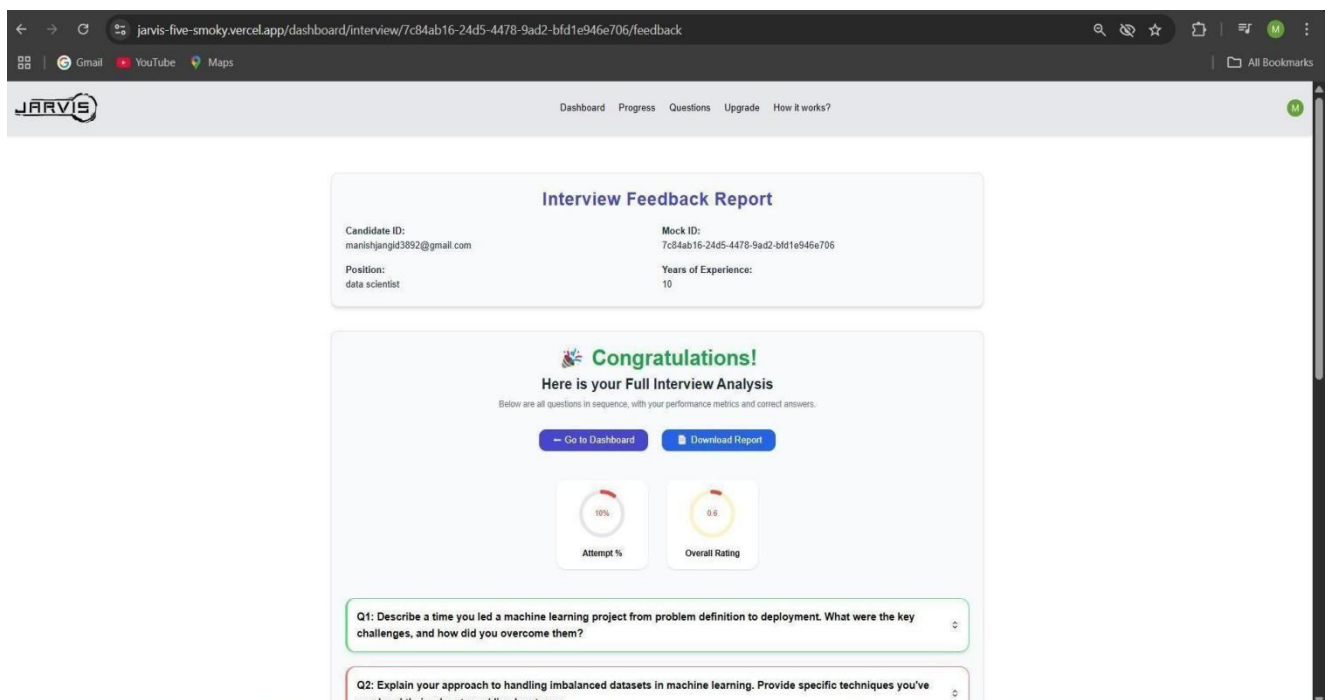 jarvis-five-smoky.vercel.app/dashboard/interview/7c84ab16-24d5-4478-9ad2-bfd1e946e706/feedback
M
Gmail YouTube Maps All Bookmarks
JARVIS Dashboard Progress Questions Upgrade How it works? M
Interview Feedback Report
Candidate ID: Mock ID:
manishjangid3892@gmail.com 7c84ab16-24d5-4478-9ad2-bfd1e946e706
Position: Years of Experience:
data scientist 10
🎉 Congratulations!
Here is your Full Interview Analysis
Below are all questions in sequence, with your performance metrics and correct answers.
← Go to Dashboard 📄 Download Report
10% 0.6
Attempt % Overall Rating
Q1: Describe a time you led a machine learning project from problem definition to deployment. What were the key
challenges, and how did you overcome them?
Q2: Explain your approach to handling imbalanced datasets in machine learning. Provide specific techniques you've